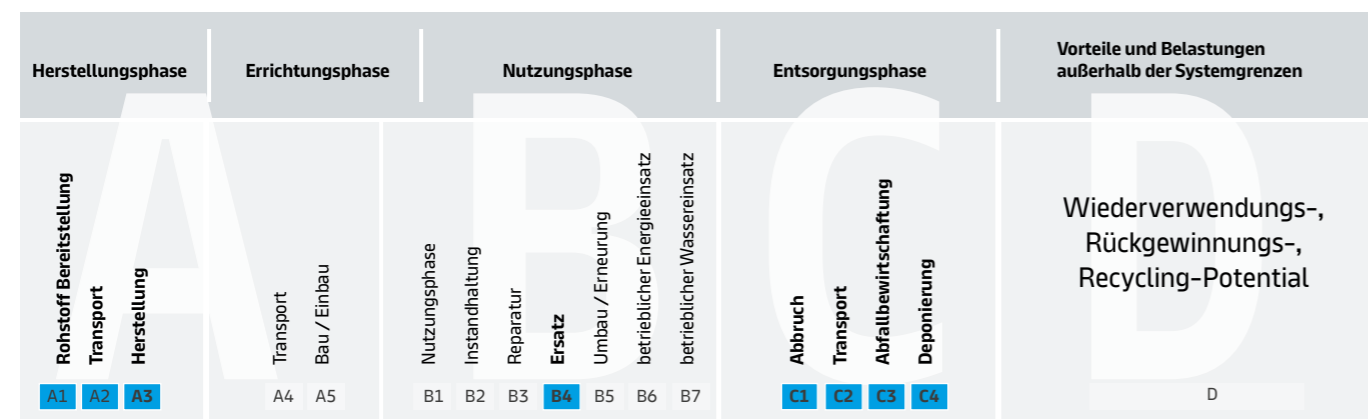 Herstellungsphase
Errichtungsphase
Nutzungsphase
Entsorgungsphase
Vorteile und Belastungen
außerhalb der Systemgrenzen
A
B
C
D
Rohstoff Bereitstellung
Transport
Herstellung
Transport
Bau / Einbau
Nutzungsphase
Instandhaltung
Reparatur
Ersatz
Umbau / Erneurung
betrieblicher Energieeinsatz
betrieblicher Wassereinsatz
Abbruch
Transport
Abfallbewirtschaftung
Deponierung
Wiederverwendungs-,
Rückgewinnungs-,
Recycling-Potential
A1 A2 A3 A4 A5 B1 B2 B3 B4 B5 B6 B7 C1 C2 C3 C4 D